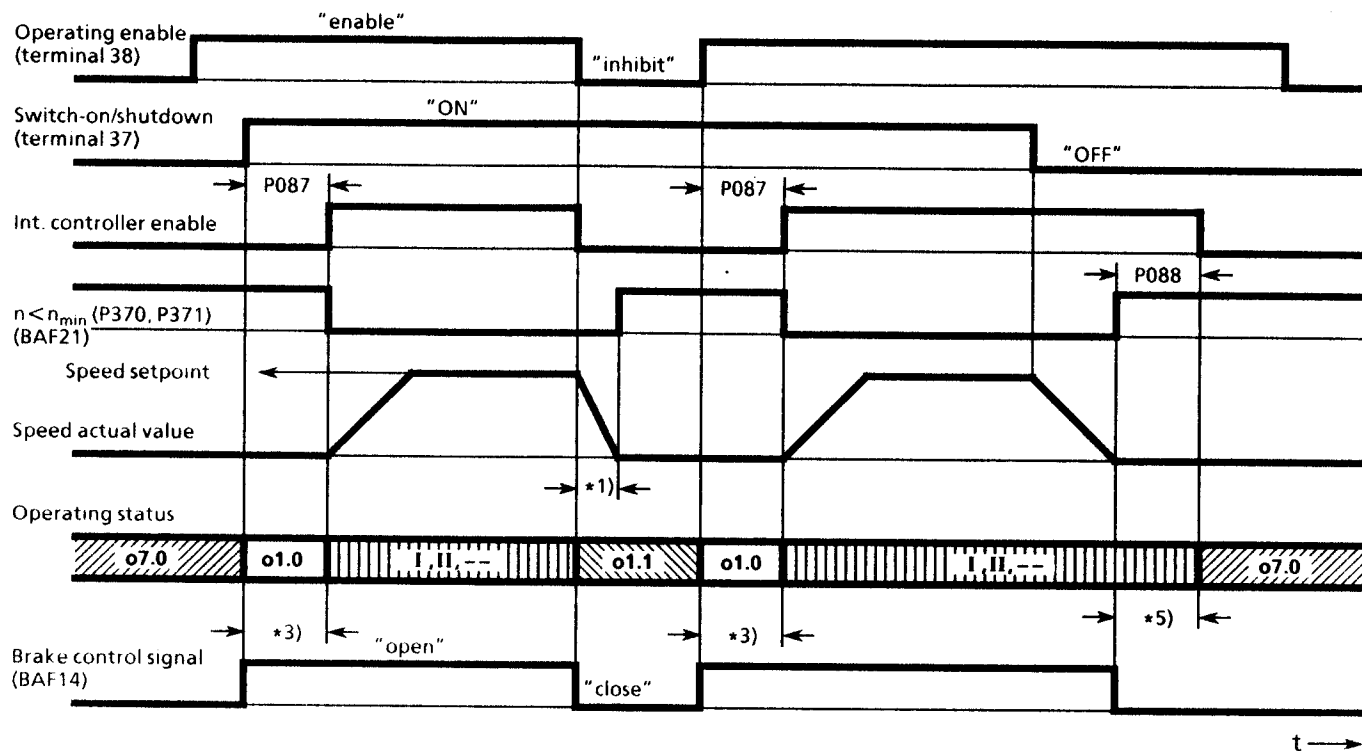 Operating enable
(terminal 38)
"enable"
"inhibit"
Switch-on/shutdown
(terminal 37)
"ON"
"OFF"
P087
P087
Int. controller enable
P088
n<nmin (P370, P371)
(BAF21)
Speed setpoint
Speed actual value
*1)
Operating status
o7.0
o1.0
I,II,--
o1.1
o1.0
I,II,--
o7.0
*3)
*3)
*5)
"open"
Brake control signal
(BAF14)
"close"
t